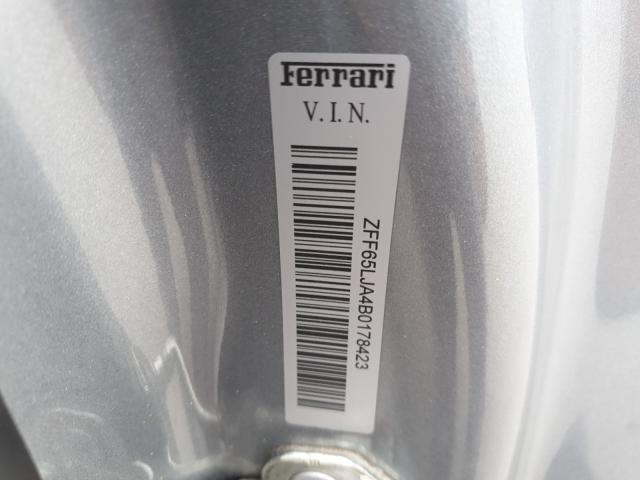 Ferrari
V. I. N.
ZFF65LJA4B0178423